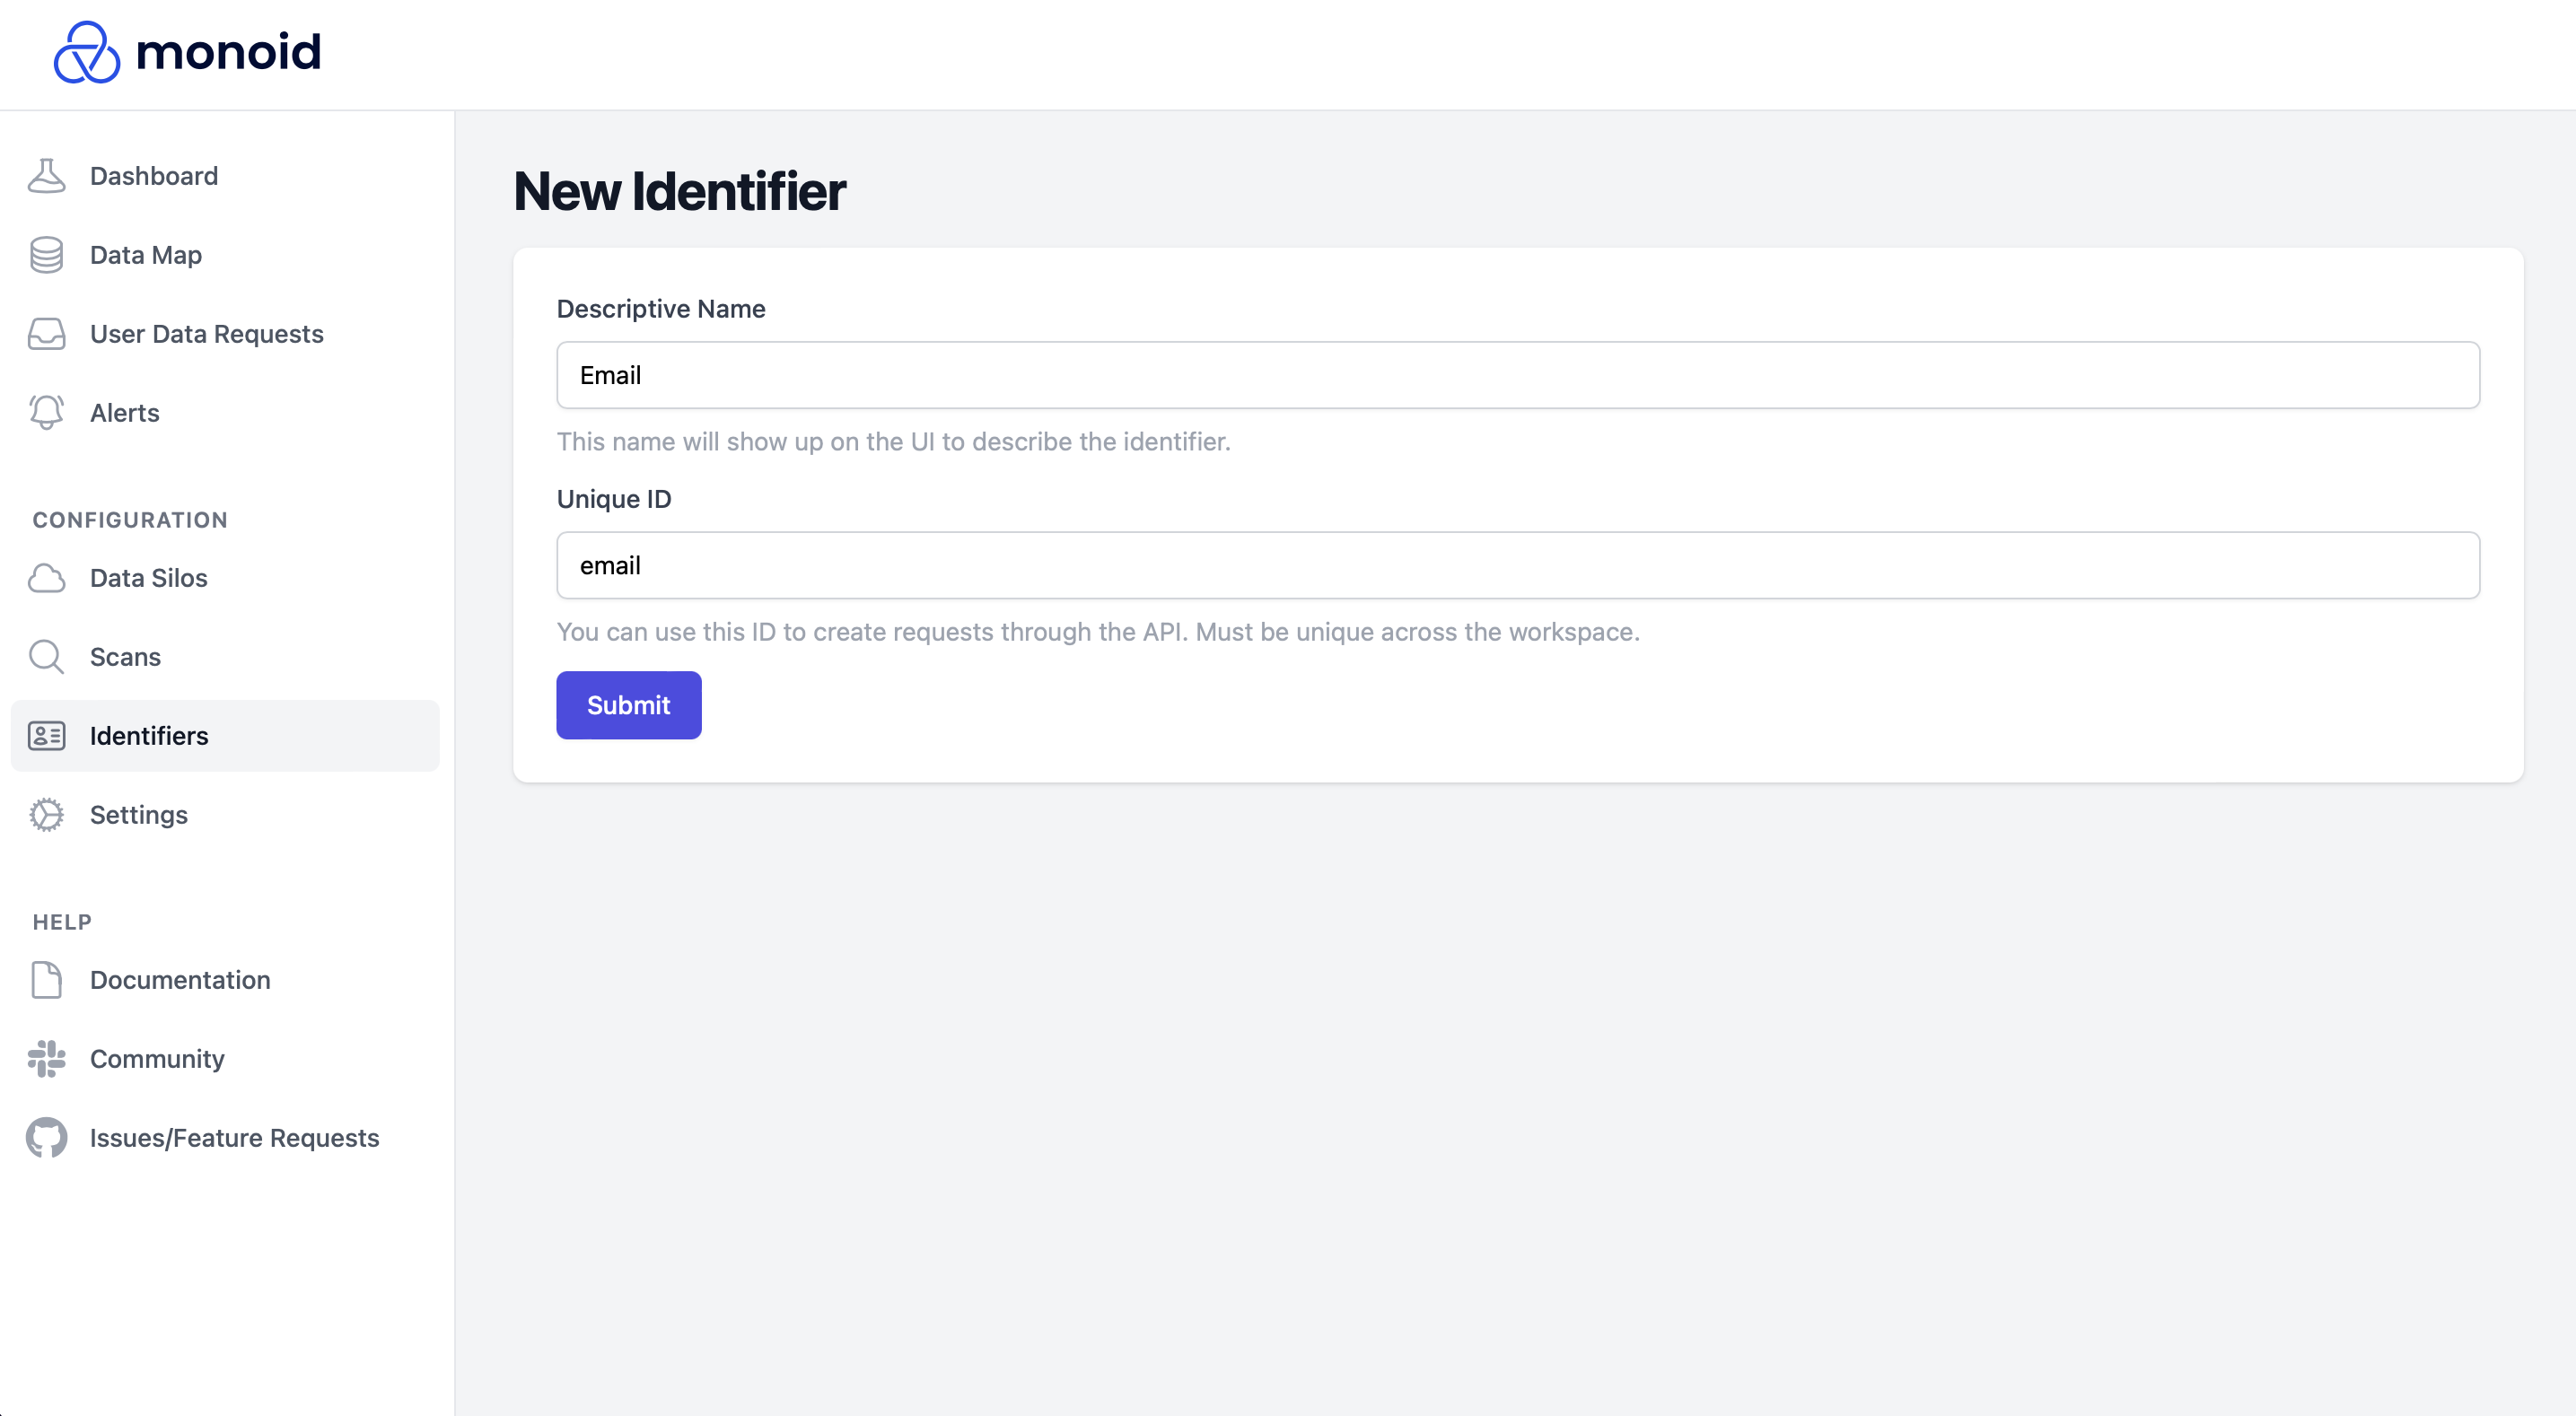 monoid
Dashboard
Data Map
User Data Requests
Alerts
CONFIGURATION
Data Silos
Scans
Identifiers
Settings
HELP
Documentation
Community
Issues/Feature Requests
New Identifier
Descriptive Name
Email
This name will show up on the UI to describe the identifier.
Unique ID
email
You can use this ID to create requests through the API. Must be unique across the workspace.
Submit